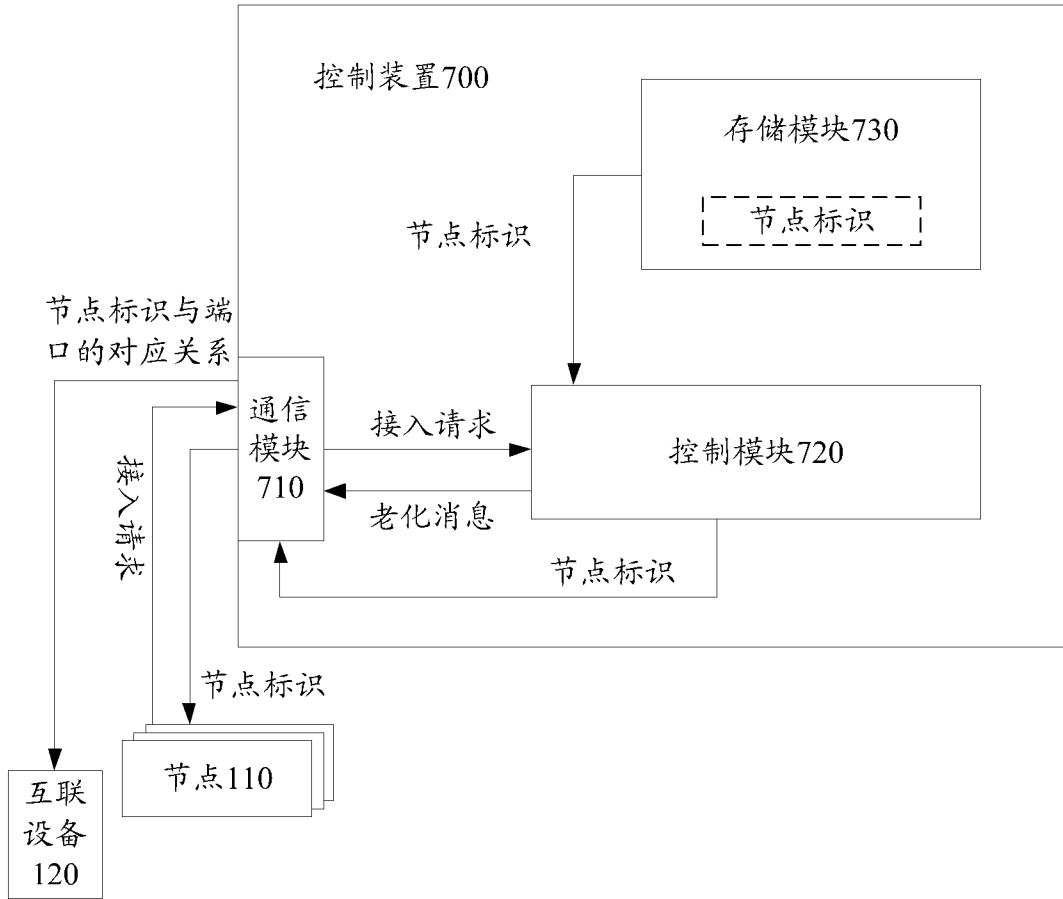 控制装置700
存储模块730
节点标识
节点标识
节点标识与端
口的对应关系
通信
模块
710
接入请求
控制模块720
老化消息
接入请求
节点标识
节点标识
节点110
互联
设备
120